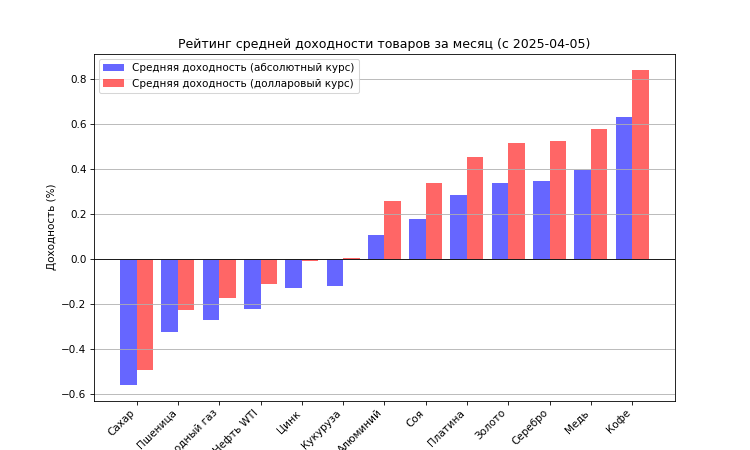 Рейтинг средней доходности товаров за месяц (с 2025-04-05)
Средняя доходность (абсолютный курс)
Средняя доходность (долларовый курс)
Доходность (%)
0.8
0.6
0.4
0.2
0.0
−0.2
−0.4
−0.6
Сахар
Пшеница
одный газ
Нефть WTI
Цинк
Кукуруза
Алюминий
Соя
Платина
Золото
Серебро
Медь
Кофе